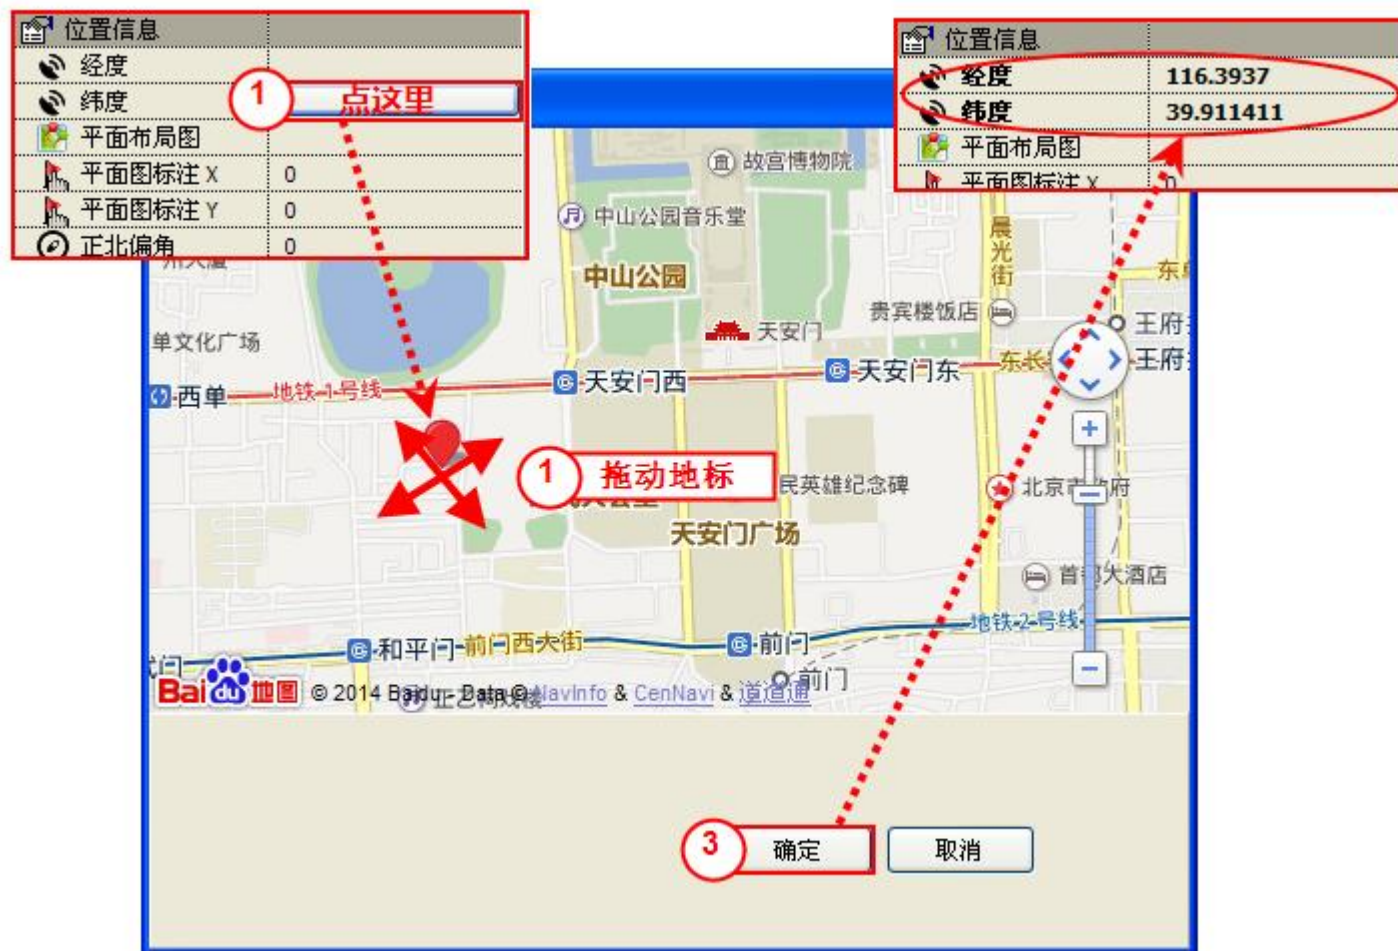 位置信息
经度
纬度
1
点这里
平面布局图
平面图标注 X 0
平面图标注 Y 0
正北偏角 0
位置信息
经度 116.3937
纬度 39.911411
平面布局图
平面图标注 X 0
故宫博物院
中山公园音乐堂
中山公园
晨光街
贵宾楼饭店
天安门
单文化广场
王府
王府
东长
天安门西
天安门东
西单
地铁1号线
1
拖动地标
民英雄纪念碑
北京市 府
天安门广场
首都大酒店
地铁2号线
和平门
前门西大街
前门
前门
Baidu地图
© 2014 Baidu - Data © NavInfo & CenNavi & 道道通
3
确定
取消